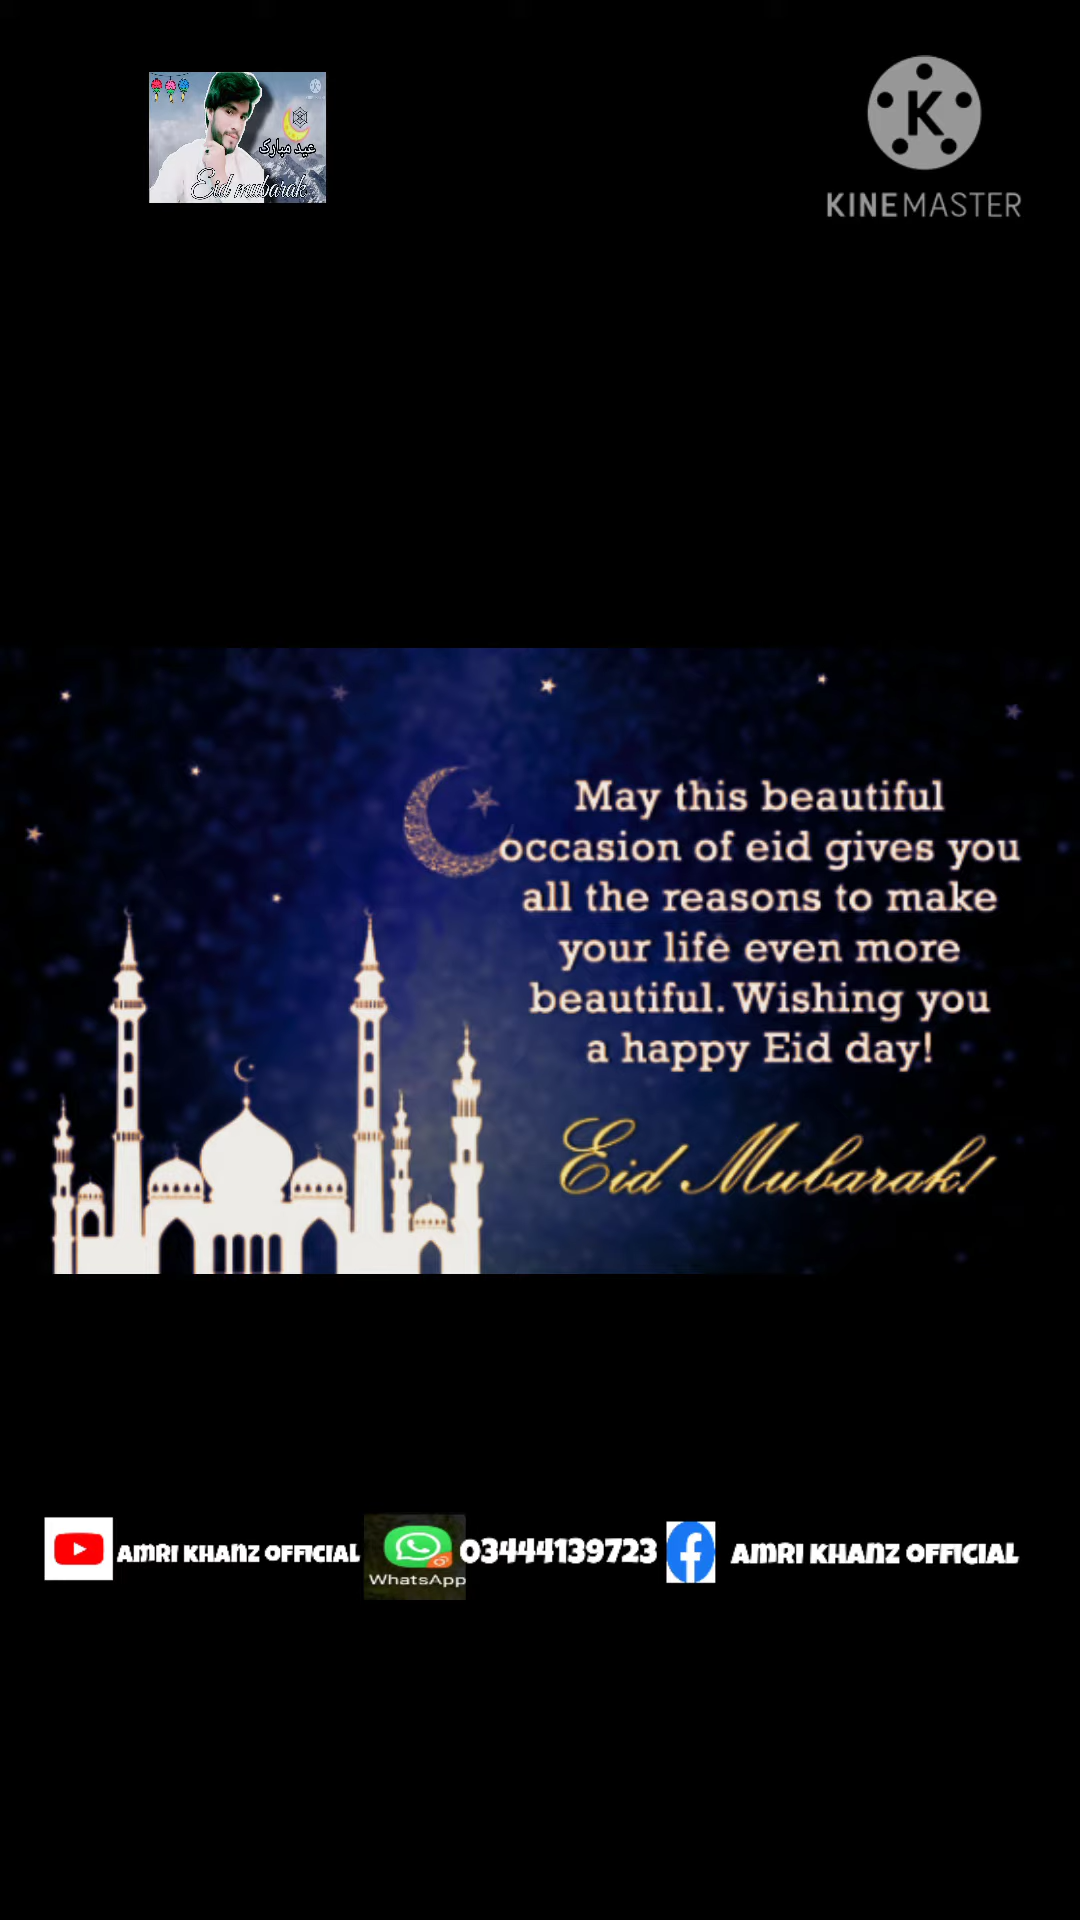 عید مبارک
Eid mubarak
K
KINEMASTER
May this beautiful
occasion of eid gives you
all the reasons to make
your life even more
beautiful. Wishing you
a happy Eid day!
Eid Mubarak!
AMRI KHANZ OFFICIAL
WhatsApp
03444139723
AMRI KHANZ OFFICIAL